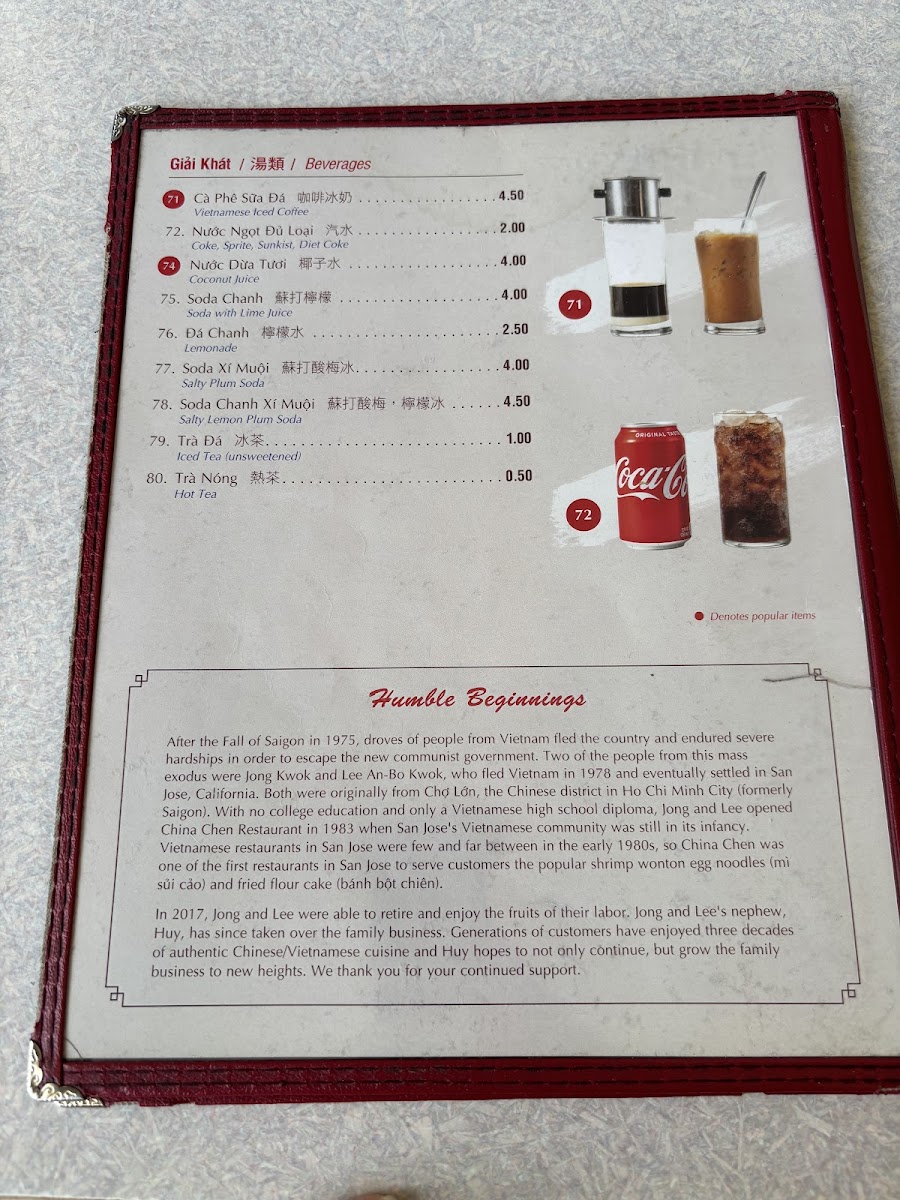 Giải Khát / 湯類 / Beverages
71 Cà Phê Sữa Đá 咖啡冰奶 . . . . . . . . . . . . . . . . . 4.50
Vietnamese Iced Coffee
72. Nước Ngọt Đủ Loại 汽水 . . . . . . . . . . . . . . . . . 2.00
Coke, Sprite, Sunkist, Diet Coke
74 Nước Dừa Tươi 椰子水 . . . . . . . . . . . . . . . . . . 4.00
Coconut Juice
75. Soda Chanh 蘇打檸檬 . . . . . . . . . . . . . . . . . . . 4.00
Soda with Lime Juice
76. Đá Chanh 檸檬水 . . . . . . . . . . . . . . . . . . . . . . 2.50
Lemonade
77. Soda Xí Muội 蘇打酸梅冰. . . . . . . . . . . . . . . . . 4.00
Salty Plum Soda
78. Soda Chanh Xí Muội 蘇打酸梅，檸檬冰 . . . . . . 4.50
Salty Lemon Plum Soda
79. Trà Đá 冰茶. . . . . . . . . . . . . . . . . . . . . . . . . . . 1.00
Iced Tea (unsweetened)
80. Trà Nóng 熱茶. . . . . . . . . . . . . . . . . . . . . . . . . 0.50
Hot Tea
71
ORIGINAL TASTE
Coca-Co
72
Denotes popular items
Humble Beginnings
After the Fall of Saigon in 1975, droves of people from Vietnam fled the country and endured severe
hardships in order to escape the new communist government. Two of the people from this mass
exodus were Jong Kwok and Lee An-Bo Kwok, who fled Vietnam in 1978 and eventually settled in San
Jose, California. Both were originally from Chợ Lớn, the Chinese district in Ho Chi Minh City (formerly
Saigon). With no college education and only a Vietnamese high school diploma, Jong and Lee opened
China Chen Restaurant in 1983 when San Jose's Vietnamese community was still in its infancy.
Vietnamese restaurants in San Jose were few and far between in the early 1980s, so China Chen was
one of the first restaurants in San Jose to serve customers the popular shrimp wonton egg noodles (mì
sủi cảo) and fried flour cake (bánh bột chiên).
In 2017, Jong and Lee were able to retire and enjoy the fruits of their labor. Jong and Lee's nephew,
Huy, has since taken over the family business. Generations of customers have enjoyed three decades
of authentic Chinese/Vietnamese cuisine and Huy hopes to not only continue, but grow the family
business to new heights. We thank you for your continued support.